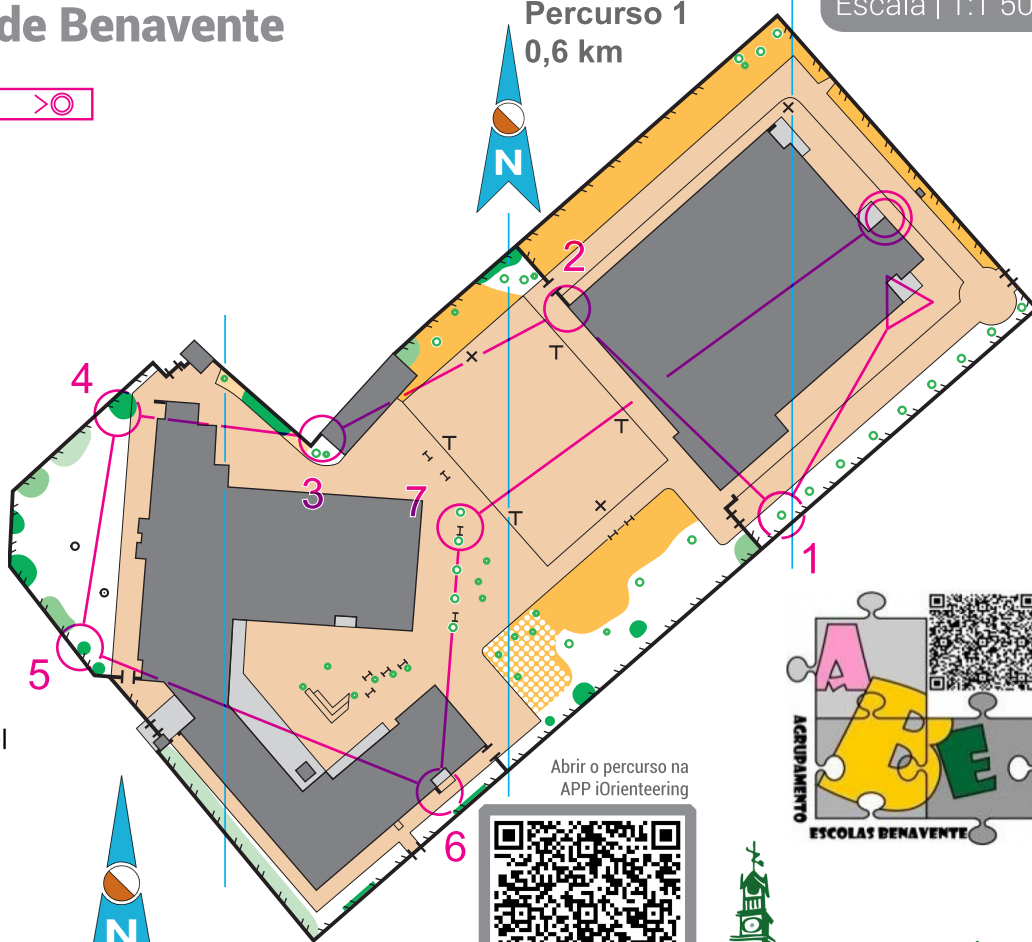 de Benavente
Percurso 1
0,6 km
Escala | 1:1 50
N
2
4
3
7
1
5
6
el
Abrir o percurso na
APP iOrienteering
A
B
E
AGRUPAMENTO
ESCOLAS BENAVENTE
N